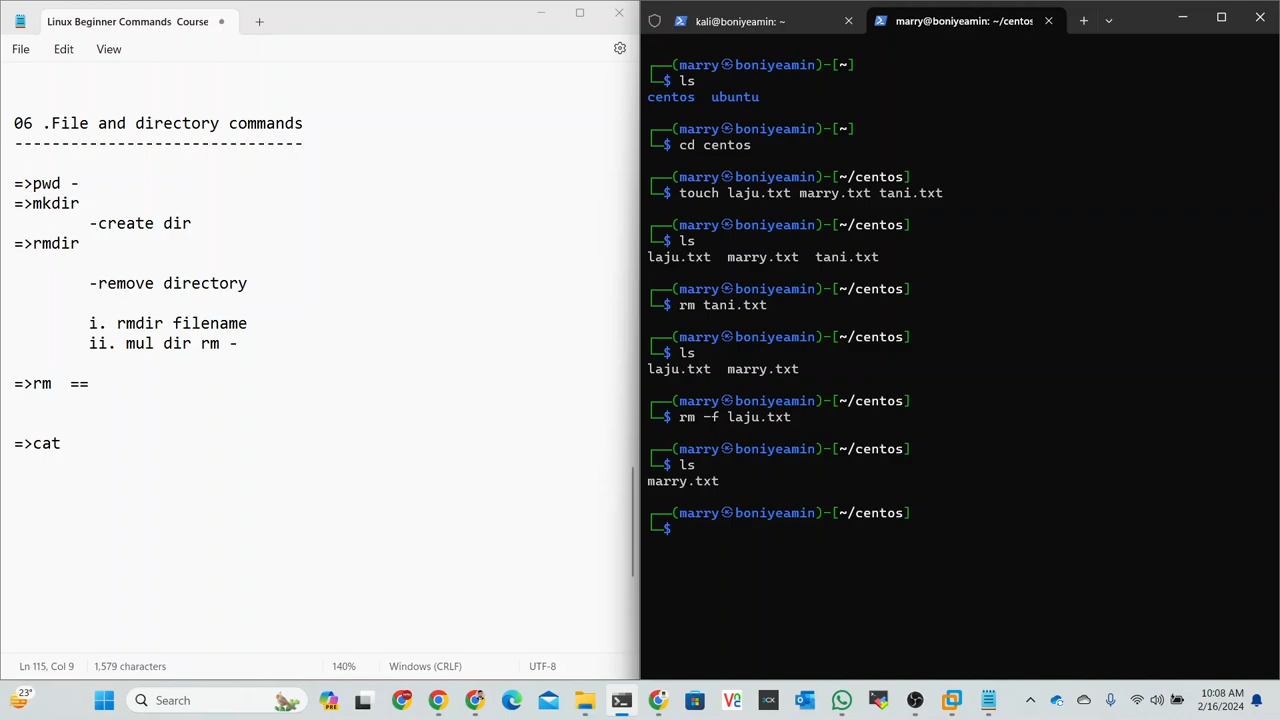 Linux Beginner Commands Course
File Edit View
06 .File and directory commands
-------------------------------
=>pwd -
=>mkdir
-create dir
=>rmdir
-remove directory
i. rmdir filename
ii. mul dir rm -
=>rm ==
=>cat
Ln 115, Col 9 1,579 characters 140% Windows (CRLF) UTF-8
kali@boniyeamin: ~ marry@boniyeamin: ~/centos
(marry㉿boniyeamin)-[~]
$ ls
centos ubuntu
(marry㉿boniyeamin)-[~]
$ cd centos
(marry㉿boniyeamin)-[~/centos]
$ touch laju.txt marry.txt tani.txt
(marry㉿boniyeamin)-[~/centos]
$ ls
laju.txt marry.txt tani.txt
(marry㉿boniyeamin)-[~/centos]
$ rm tani.txt
(marry㉿boniyeamin)-[~/centos]
$ ls
laju.txt marry.txt
(marry㉿boniyeamin)-[~/centos]
$ rm -f laju.txt
(marry㉿boniyeamin)-[~/centos]
$ ls
marry.txt
(marry㉿boniyeamin)-[~/centos]
$
23°
Search
10:08 AM
2/16/2024